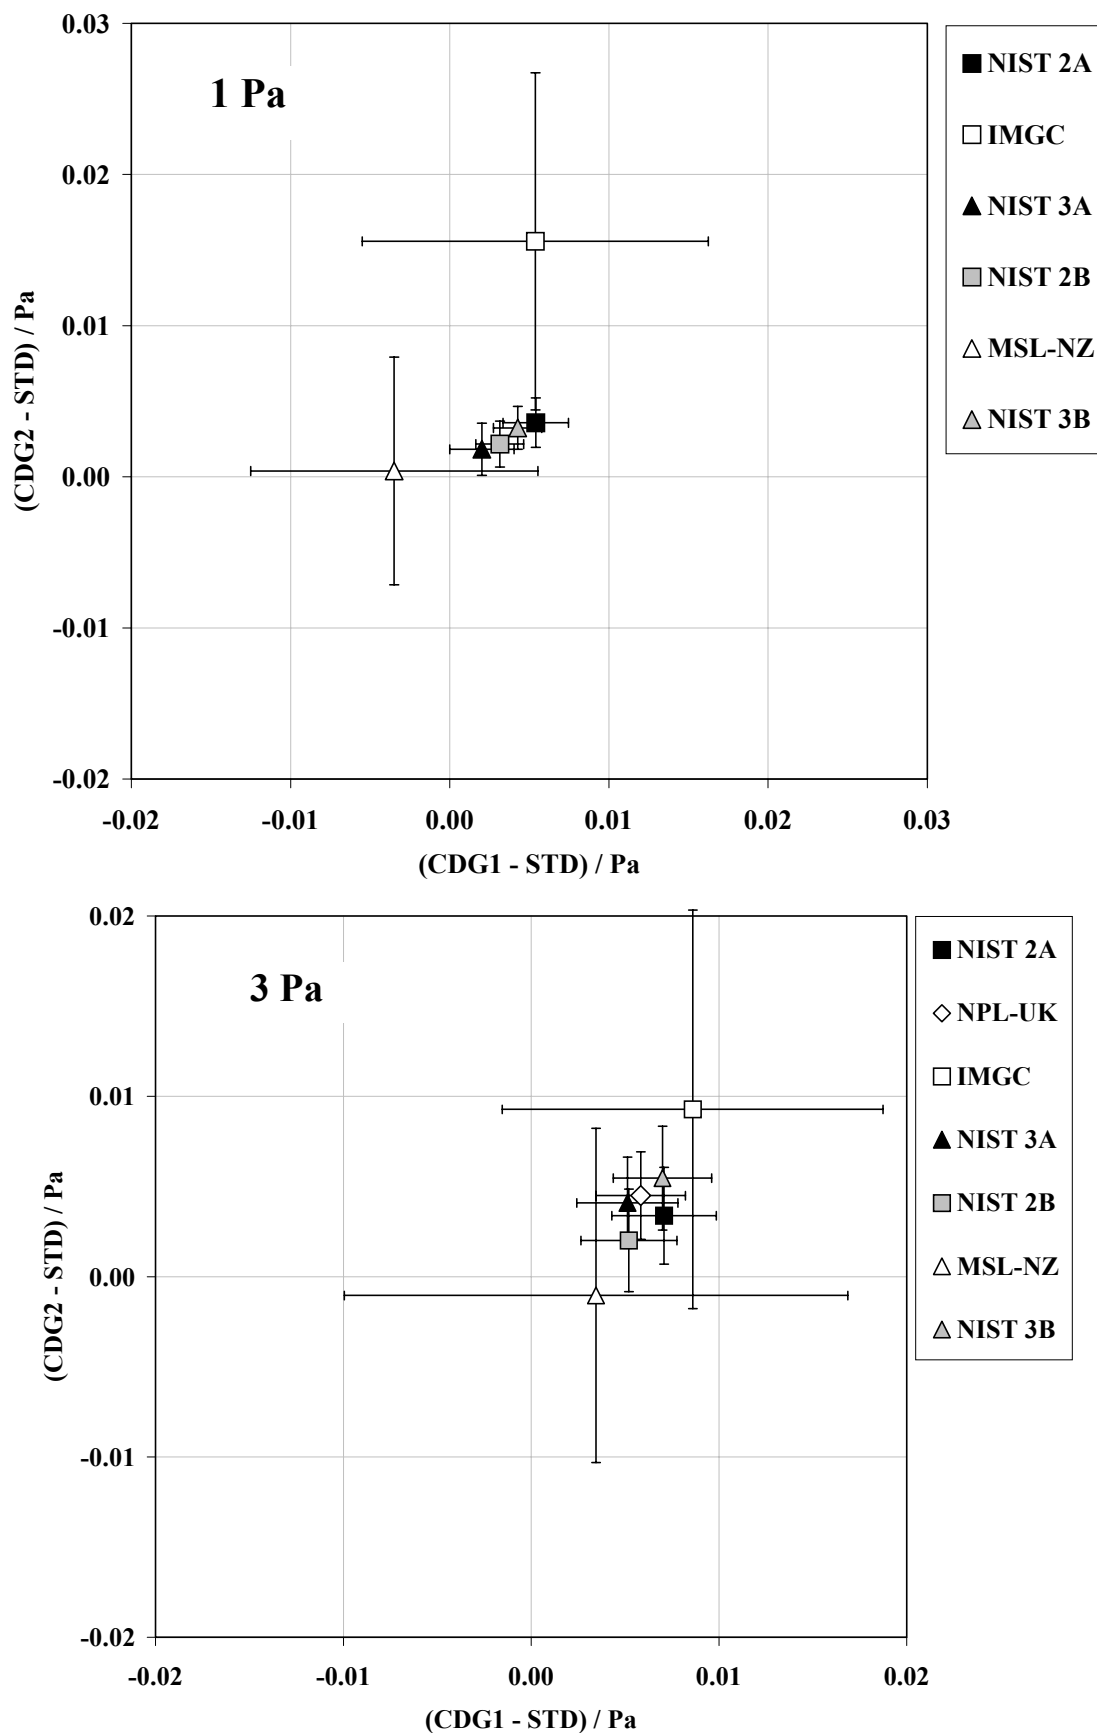 1 Pa
0.03
0.02
0.01
0.00
-0.01
-0.02
(CDG2 - STD) / Pa
-0.02 -0.01 0.00 0.01 0.02 0.03
(CDG1 - STD) / Pa
NIST 2A
IMGC
NIST 3A
NIST 2B
MSL-NZ
NIST 3B
3 Pa
0.02
0.01
0.00
-0.01
-0.02
(CDG2 - STD) / Pa
-0.02 -0.01 0.00 0.01 0.02
(CDG1 - STD) / Pa
NIST 2A
NPL-UK
IMGC
NIST 3A
NIST 2B
MSL-NZ
NIST 3B